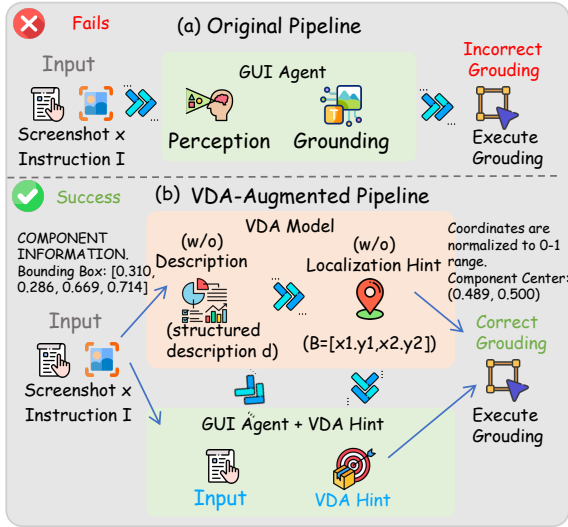 Fails
(a) Original Pipeline
Input
Screenshot x
Instruction I
GUI Agent
Perception
Grounding
T
Incorrect
Grouding
Execute
Grounding
Success
(b) VDA-Augmented Pipeline
COMPONENT
INFORMATION.
Bounding Box: [0.310,
0.286, 0.669, 0.714]
Input
Screenshot x
Instruction I
VDA Model
(w/o)
Description
(structured
description d)
(w/o)
Localization Hint
(B=[x1.y1,x2.y2])
Coordinates are
normalized to 0-1
range.
Component Center:
(0.489, 0.500)
Correct
Grounding
Execute
Grounding
GUI Agent + VDA Hint
Input
VDA Hint